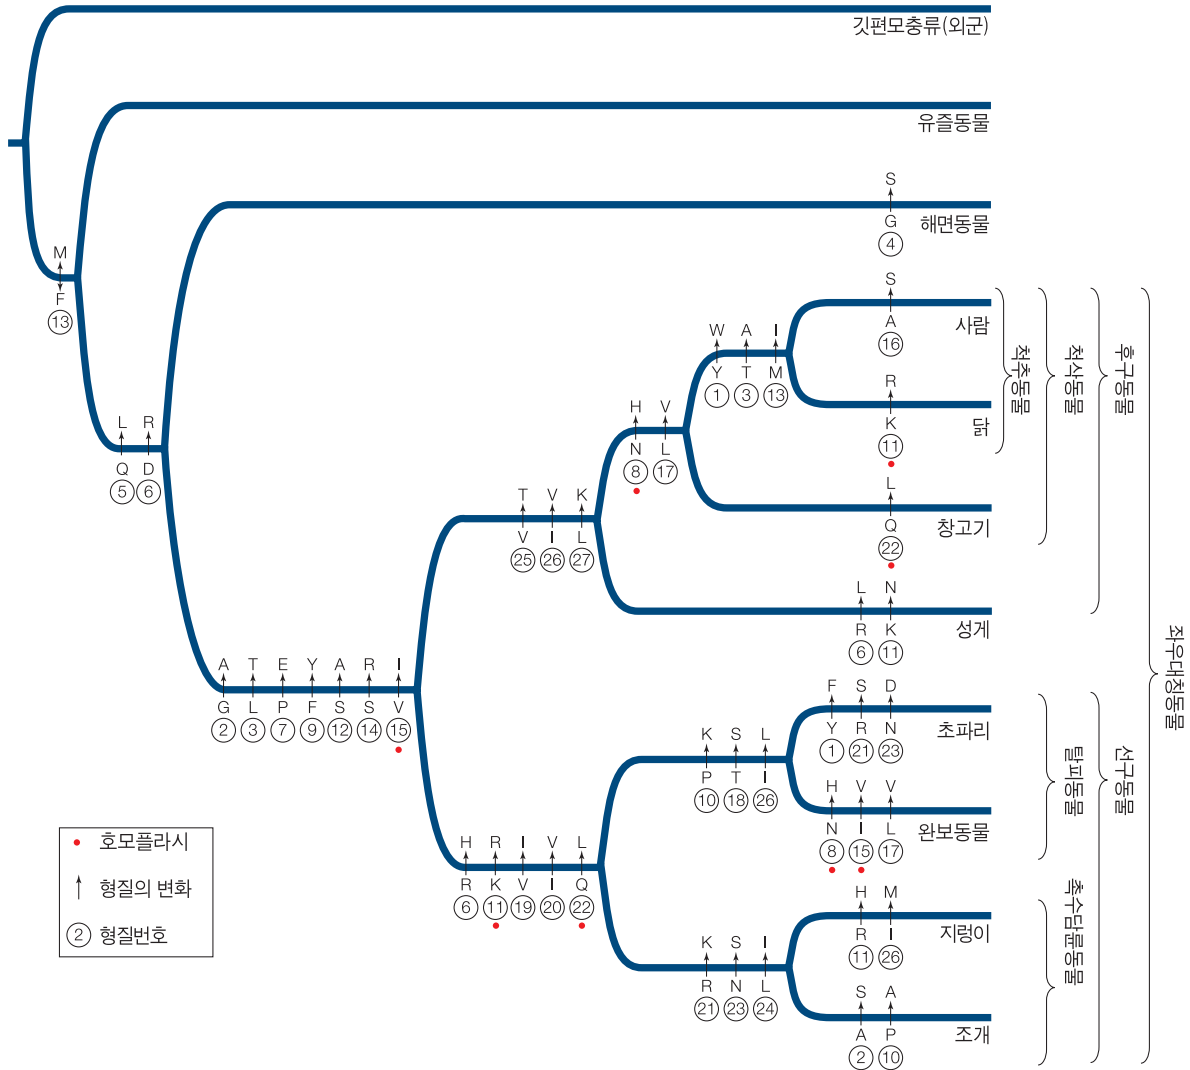 깃편모충류(외군)
유즐동물
S
G
4
해면동물
M
F
13
L R
Q D
5 6
S
A
16
사람
W A I
Y T M
1 3 13
R
K
11
닭
H V
N L
8 17
L
Q
22
창고기
T V K
V I L
25 26 27
L N
R K
6 11
성게
A T E Y A R I
G L P F S S V
2 3 7 9 12 14 15
F S D
Y R N
1 21 23
초파리
K S L
P T I
10 18 26
H V V
N I L
8 15 17
완보동물
H R I V L
R K V I Q
6 11 19 20 22
H M
R I
11 26
지렁이
K S I
R N L
21 23 24
S A
A P
2 10
조개
척추동물
척삭동물
후구동물
탈피동물
촉수담륜동물
선구동물
좌우대칭동물
호모플라시
형질의 변화
2 형질번호